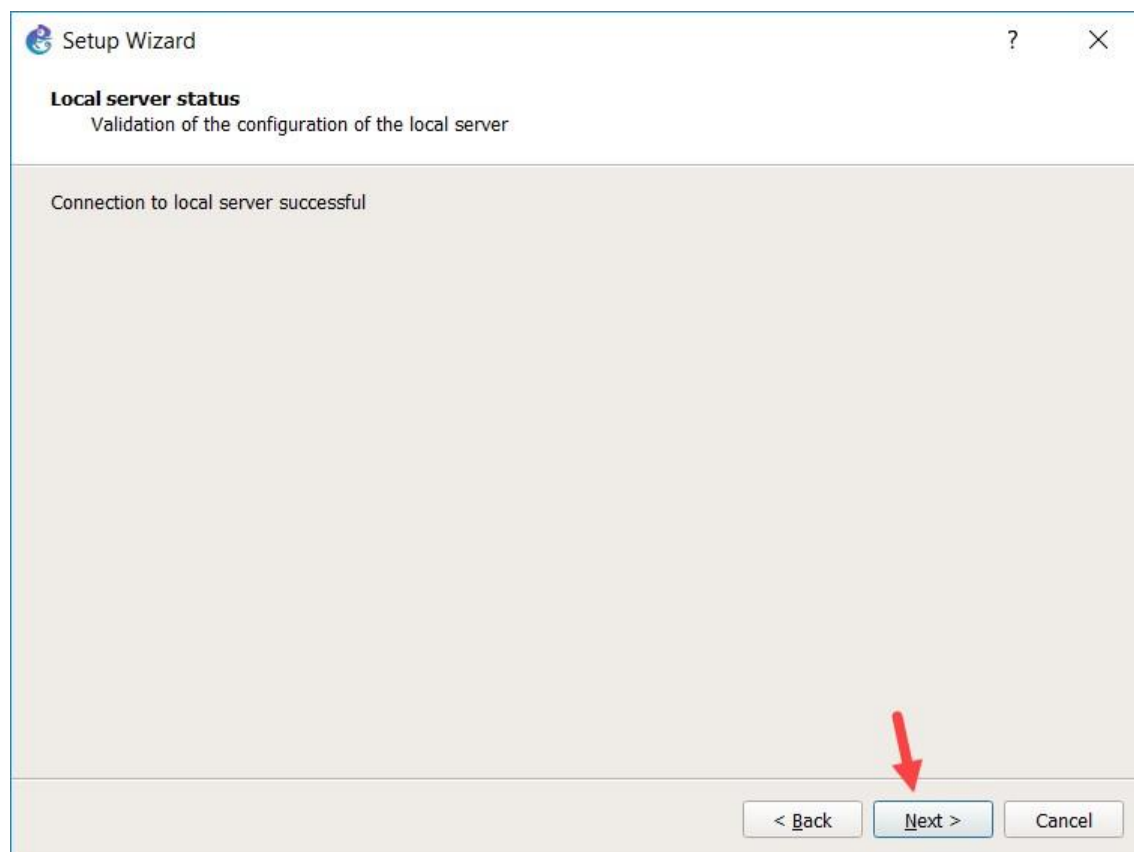 Setup Wizard
?
Local server status
Validation of the configuration of the local server
Connection to local server successful
< Back
Next >
Cancel